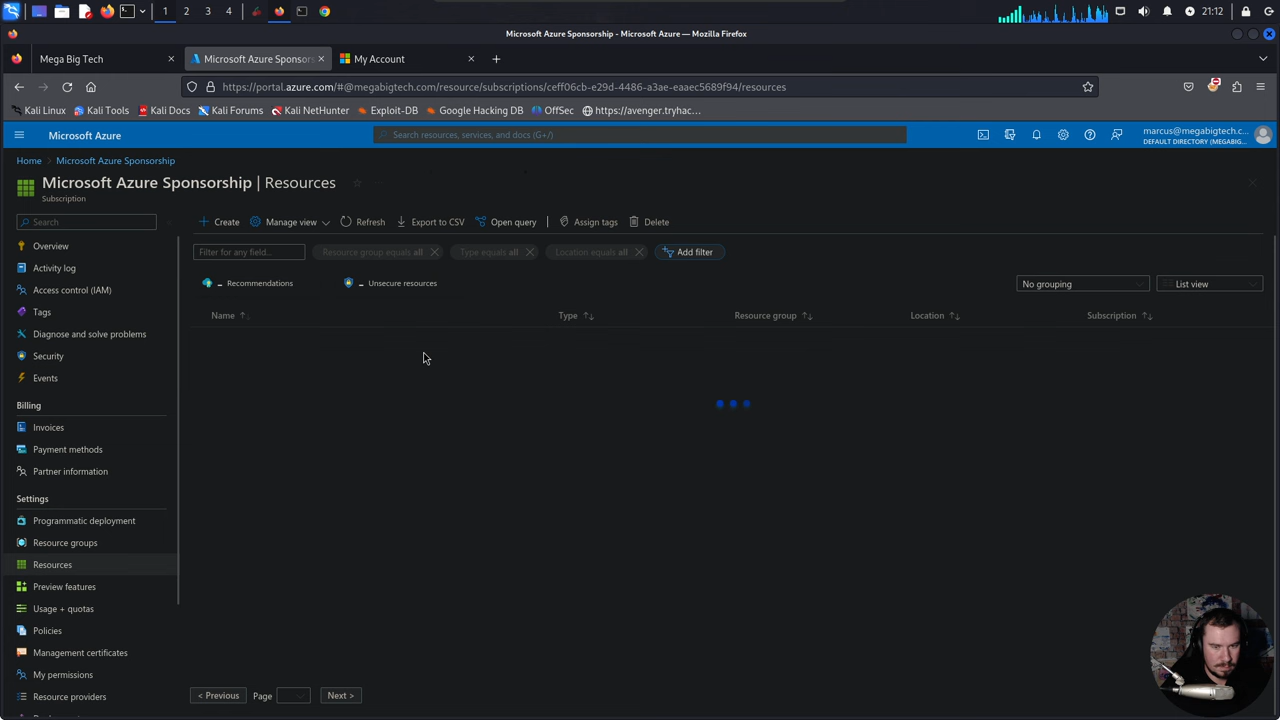 1 2 3 4 21:12
Microsoft Azure Sponsorship - Microsoft Azure — Mozilla Firefox
Mega Big Tech
Microsoft Azure Sponsors
My Account
https://portal.azure.com/#@megabigtech.com/resource/subscriptions/ceff06cb-e29d-4486-a3ae-eaaec5689f94/resources
Kali Linux Kali Tools Kali Docs Kali Forums Kali NetHunter Exploit-DB Google Hacking DB OffSec https://avenger.tryhac...
Microsoft Azure
Search resources, services, and docs (G+/)
marcus@megabigtech.c...
DEFAULT DIRECTORY (MEGABIG...
Home > Microsoft Azure Sponsorship
Microsoft Azure Sponsorship | Resources
Subscription
Search
Overview
Activity log
Access control (IAM)
Tags
Diagnose and solve problems
Security
Events
Billing
Invoices
Payment methods
Partner information
Settings
Programmatic deployment
Resource groups
Resources
Preview features
Usage + quotas
Policies
Management certificates
My permissions
Resource providers
Create Manage view Refresh Export to CSV Open query Assign tags Delete
Filter for any field... Resource group equals all Type equals all Location equals all Add filter
- Recommendations - Unsecure resources No grouping List view
Name Type Resource group Location Subscription
< Previous Page Next >